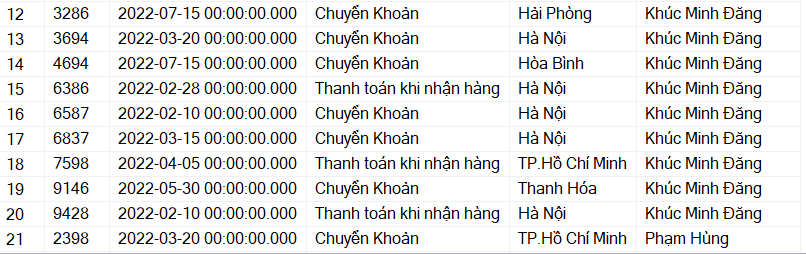 12 3286 2022-07-15 00:00:00.000 Chuyển Khoản Hải Phòng Khúc Minh Đăng
13 3694 2022-03-20 00:00:00.000 Chuyển Khoản Hà Nội Khúc Minh Đăng
14 4694 2022-07-15 00:00:00.000 Chuyển Khoản Hòa Bình Khúc Minh Đăng
15 6386 2022-02-28 00:00:00.000 Thanh toán khi nhận hàng Hà Nội Khúc Minh Đăng
16 6587 2022-02-10 00:00:00.000 Chuyển Khoản Hà Nội Khúc Minh Đăng
17 6837 2022-03-15 00:00:00.000 Chuyển Khoản Hà Nội Khúc Minh Đăng
18 7598 2022-04-05 00:00:00.000 Thanh toán khi nhận hàng TP.Hồ Chí Minh Khúc Minh Đăng
19 9146 2022-05-30 00:00:00.000 Chuyển Khoản Thanh Hóa Khúc Minh Đăng
20 9428 2022-02-10 00:00:00.000 Thanh toán khi nhận hàng Hà Nội Khúc Minh Đăng
21 2398 2022-03-20 00:00:00.000 Chuyển Khoản TP.Hồ Chí Minh Phạm Hùng